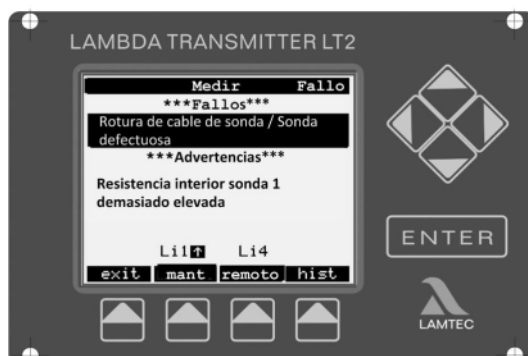 LAMBDA TRANSMITTER LT2
Medir Fallo
***Fallos***
Rotura de cable de sonda / Sonda
defectuosa
***Advertencias***
Resistencia interior sonda 1
demasiado elevada
Li1↑ Li4
exit mant remoto hist
ENTER
LAMTEC